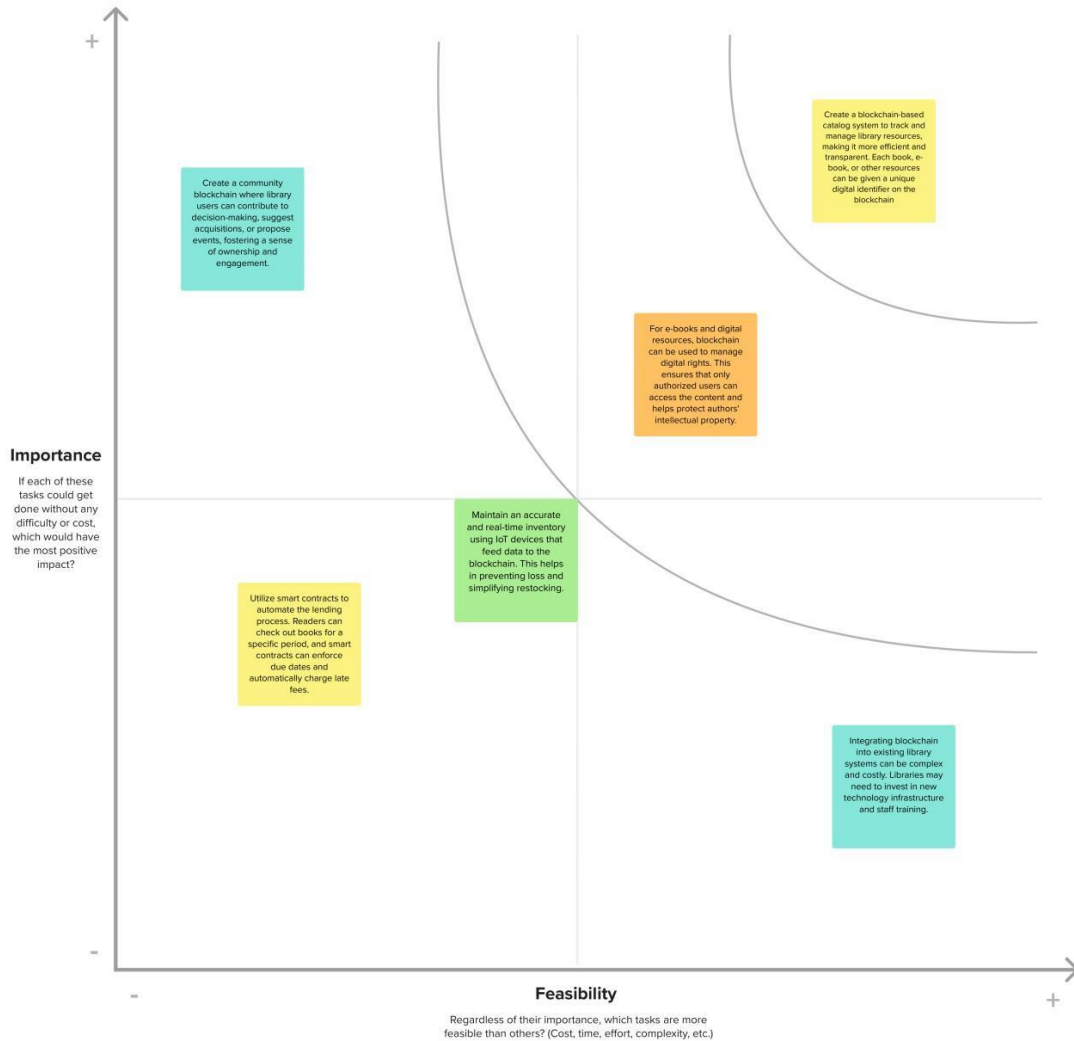 +
Create a blockchain-based
catalog system to track and
manage library resources,
making it more efficient and
transparent. Each book, e-
book, or other resources
can be given a unique
digital identifier on the
blockchain
Create a community
blockchain where library
users can contribute to
decision-making, suggest
acquisitions, or propose
events, fostering a sense
of ownership and
engagement.
For e-books and digital
resources, blockchain
can be used to manage
digital rights. This
ensures that only
authorized users can
access the content and
helps protect authors'
intellectual property.
Importance
If each of these
tasks could get
done without any
difficulty or cost,
which would have
the most positive
impact?
Maintain an accurate
and real-time inventory
using IoT devices that
feed data to the
blockchain. This helps
in preventing loss and
simplifying restocking.
Utilize smart contracts to
automate the lending
process. Readers can
check out books for a
specific period, and smart
contracts can enforce
due dates and
automatically charge late
fees.
Integrating blockchain
into existing library
systems can be complex
and costly. Libraries may
need to invest in new
technology infrastructure
and staff training.
-
-
Feasibility
+
Regardless of their importance, which tasks are more
feasible than others? (Cost, time, effort, complexity, etc.)